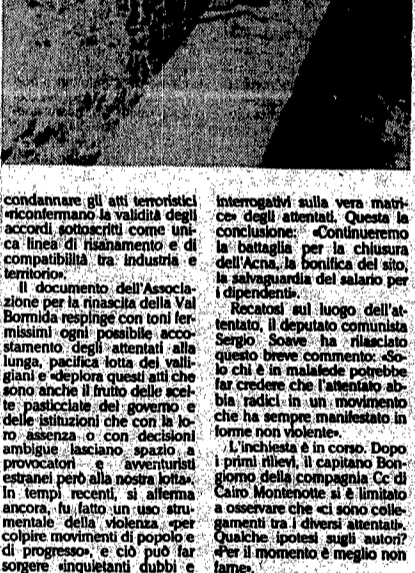 condannare gli atti terroristici
«riconfermano la validità degli
accordi sottoscritti come uni-
ca linea di risanamento e di
compatibilità tra industria e
territorio».
Il documento dell'Associa-
zione per la rinascita della Val
Bormida respinge con toni fer-
missimi ogni possibile acco-
stamento degli attentati alla
lunga, pacifica lotta dei valli-
giani e «deplora questi atti che
sono anche il frutto delle scel-
te pasticciate del governo e
delle istituzioni che con la lo-
ro assenza o con decisioni
ambigue lasciano spazio a
provocatori e avventuristi
estranei però alla nostra lotta».
In tempi recenti, si afferma
ancora, fu fatto un uso stru-
mentale della violenza «per
colpire movimenti di popolo e
di progresso», e ciò può far
sorgere «inquietanti dubbi e
interrogativi sulla vera matri-
ce» degli attentati. Questa la
conclusione: «Continueremo
la battaglia per la chiusura
dell'Acna, la bonifica del sito,
la salvaguardia del salario per
i dipendenti».
Recatosi sul luogo dell'at-
tentato, il deputato comunista
Sergio Soave ha rilasciato
questo breve commento: «So-
lo chi è in malafede potrebbe
far credere che l'attentato ab-
bia radici in un movimento
che ha sempre manifestato in
forme non violente».
L'inchiesta è in corso. Dopo
i primi rilievi, il capitano Bon-
giorno della compagnia Cc di
Cairo Montenotte si è limitato
a osservare che «ci sono colle-
gamenti tra i diversi attentati».
Qualche ipotesi sugli autori?
«Per il momento è meglio non
farne».